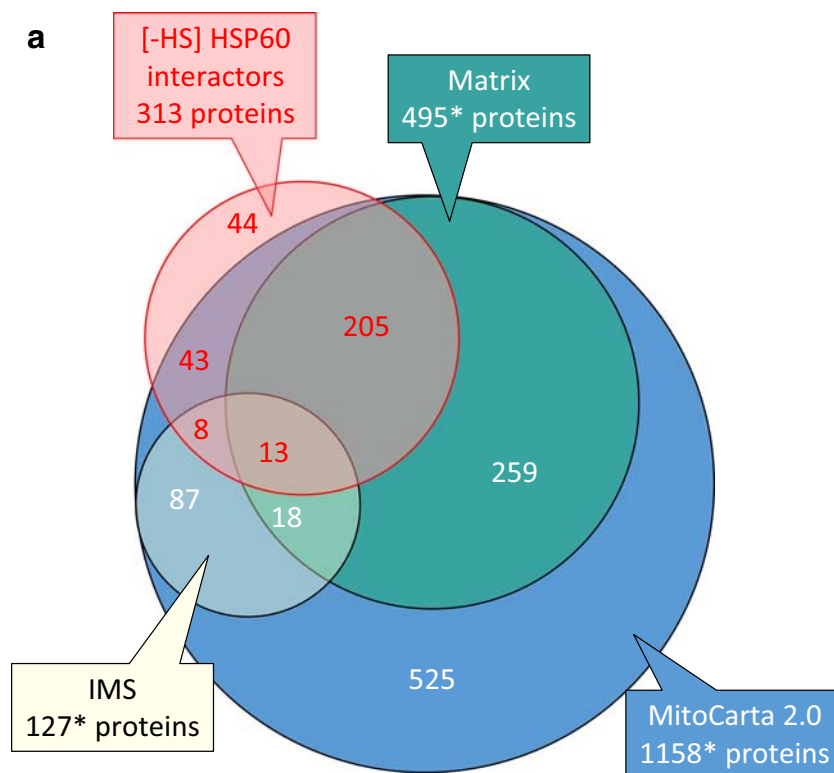 a
[-HS] HSP60
interactors
313 proteins
Matrix
495* proteins
44
205
43
8
13
259
87
18
525
IMS
127* proteins
MitoCarta 2.0
1158* proteins